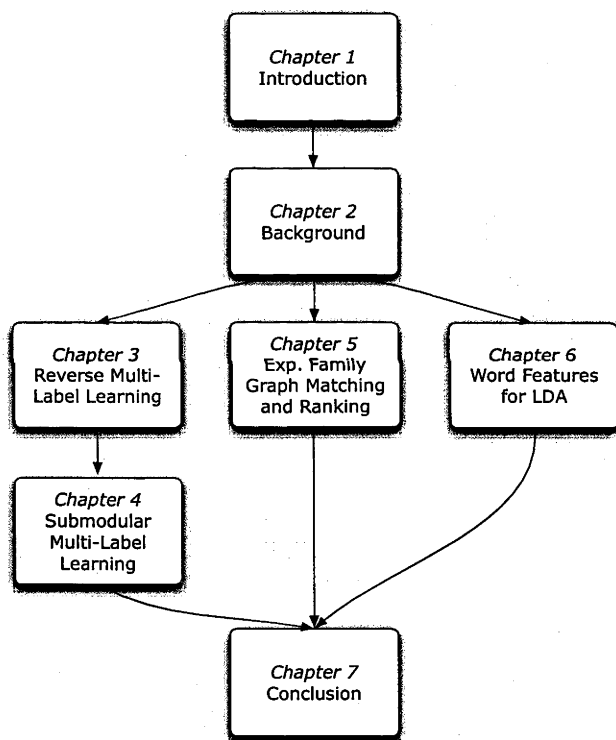 Chapter 1
Introduction
Chapter 2
Background
Chapter 3
Reverse Multi-
Label Learning
Chapter 5
Exp. Family
Graph Matching
and Ranking
Chapter 6
Word Features
for LDA
Chapter 4
Submodular
Multi-Label
Learning
Chapter 7
Conclusion